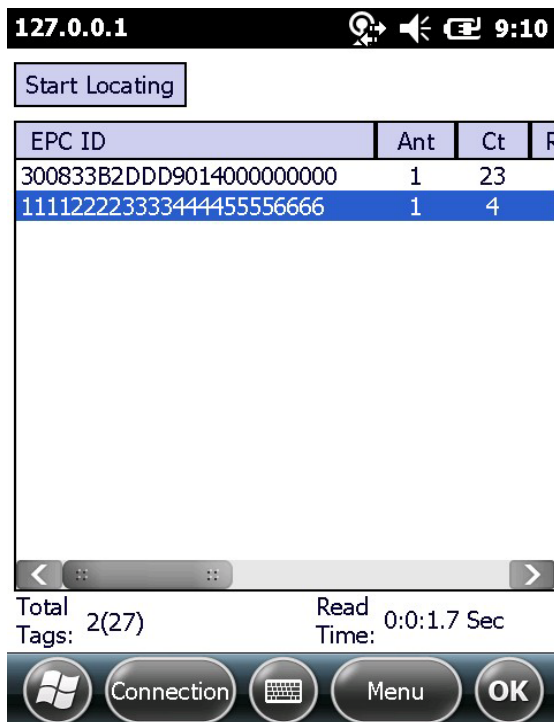 127.0.0.1 9:10
Start Locating
EPC ID Ant Ct R
300833B2DDD9014000000000 1 23
111122223333444455556666 1 4
Total Tags: 2(27) Read Time: 0:0:1.7 Sec
Connection Menu OK